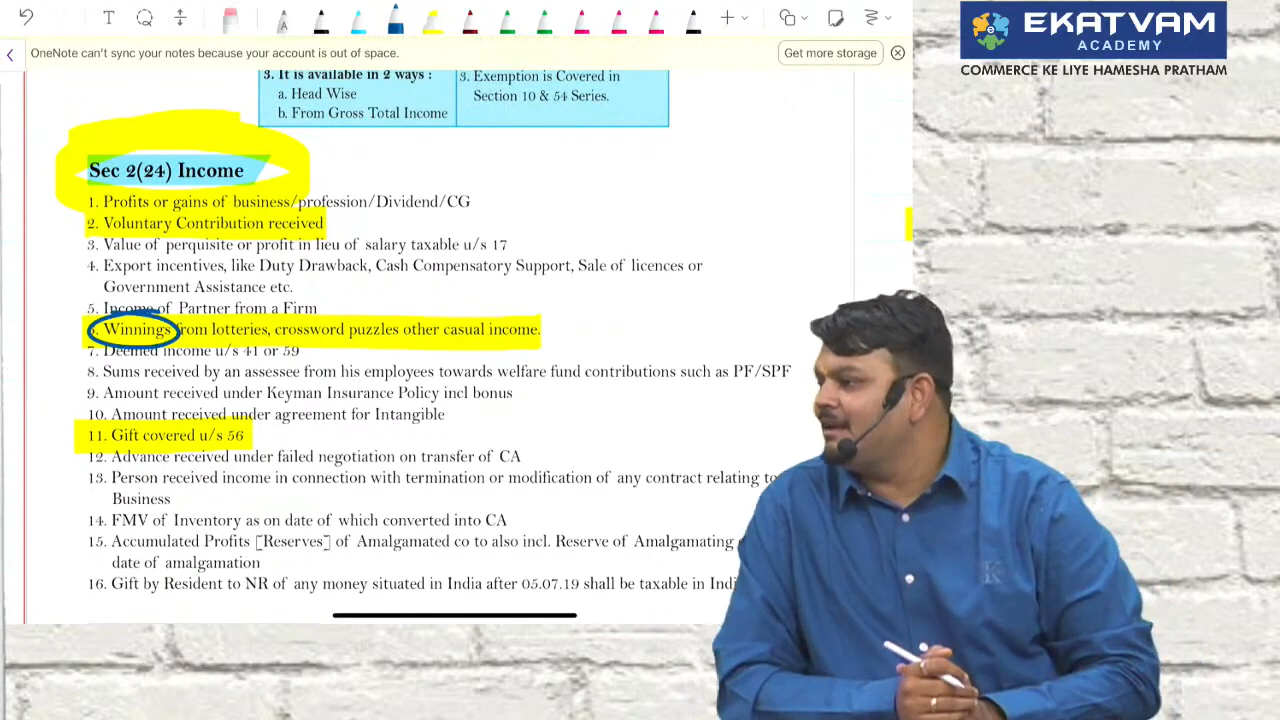 EKATVAM
ACADEMY
COMMERCE KE LIYE HAMESHA PRATHAM
OneNote can't sync your notes because your account is out of space.
Get more storage
3. It is available in 2 ways :
a. Head Wise
b. From Gross Total Income
3. Exemption is Covered in
Section 10 & 54 Series.
Sec 2(24) Income
1. Profits or gains of business/profession/Dividend/CG
2. Voluntary Contribution received
3. Value of perquisite or profit in lieu of salary taxable u/s 17
4. Export incentives, like Duty Drawback, Cash Compensatory Support, Sale of licences or
Government Assistance etc.
5. Income of Partner from a Firm
6. Winnings from lotteries, crossword puzzles other casual income.
7. Deemed income u/s 41 or 59
8. Sums received by an assessee from his employees towards welfare fund contributions such as PF/SPF
9. Amount received under Keyman Insurance Policy incl bonus
10. Amount received under agreement for Intangible
11. Gift covered u/s 56
12. Advance received under failed negotiation on transfer of CA
13. Person received income in connection with termination or modification of any contract relating to
Business
14. FMV of Inventory as on date of which converted into CA
15. Accumulated Profits [Reserves] of Amalgamated co to also incl. Reserve of Amalgamating
date of amalgamation
16. Gift by Resident to NR of any money situated in India after 05.07.19 shall be taxable in